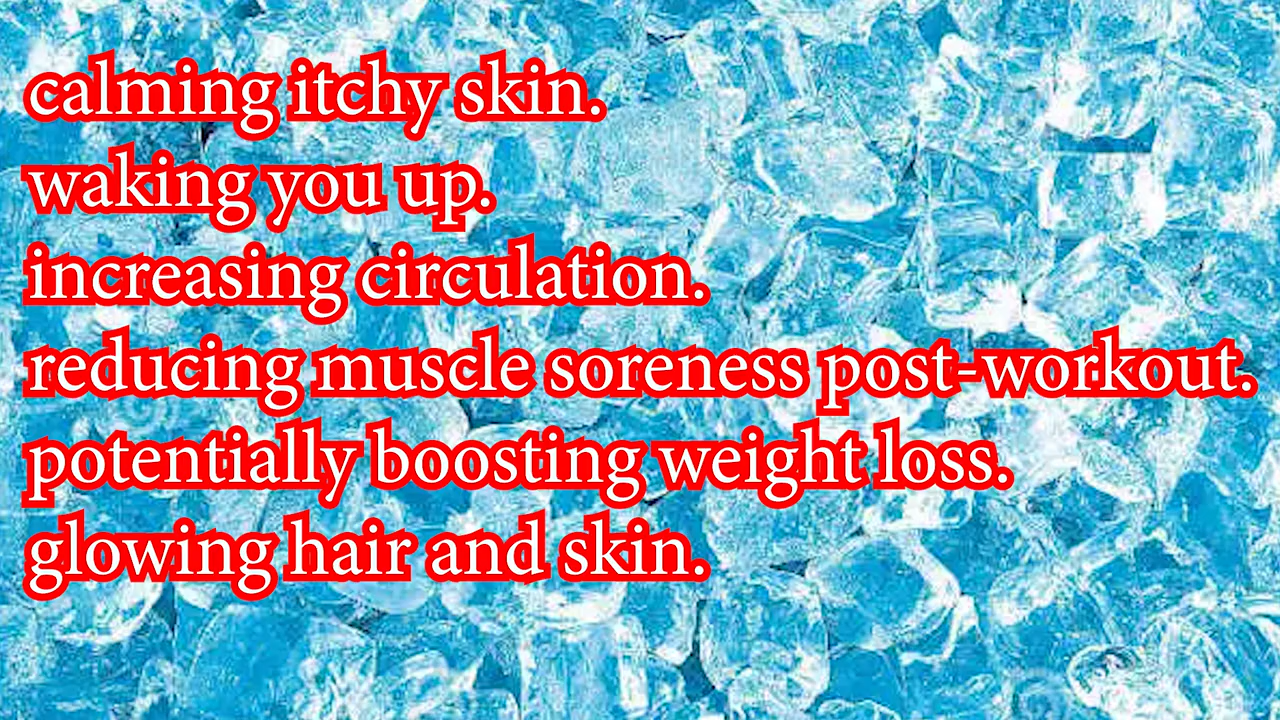 calming itchy skin.
waking you up.
increasing circulation.
reducing muscle soreness post-workout.
potentially boosting weight loss.
glowing hair and skin.